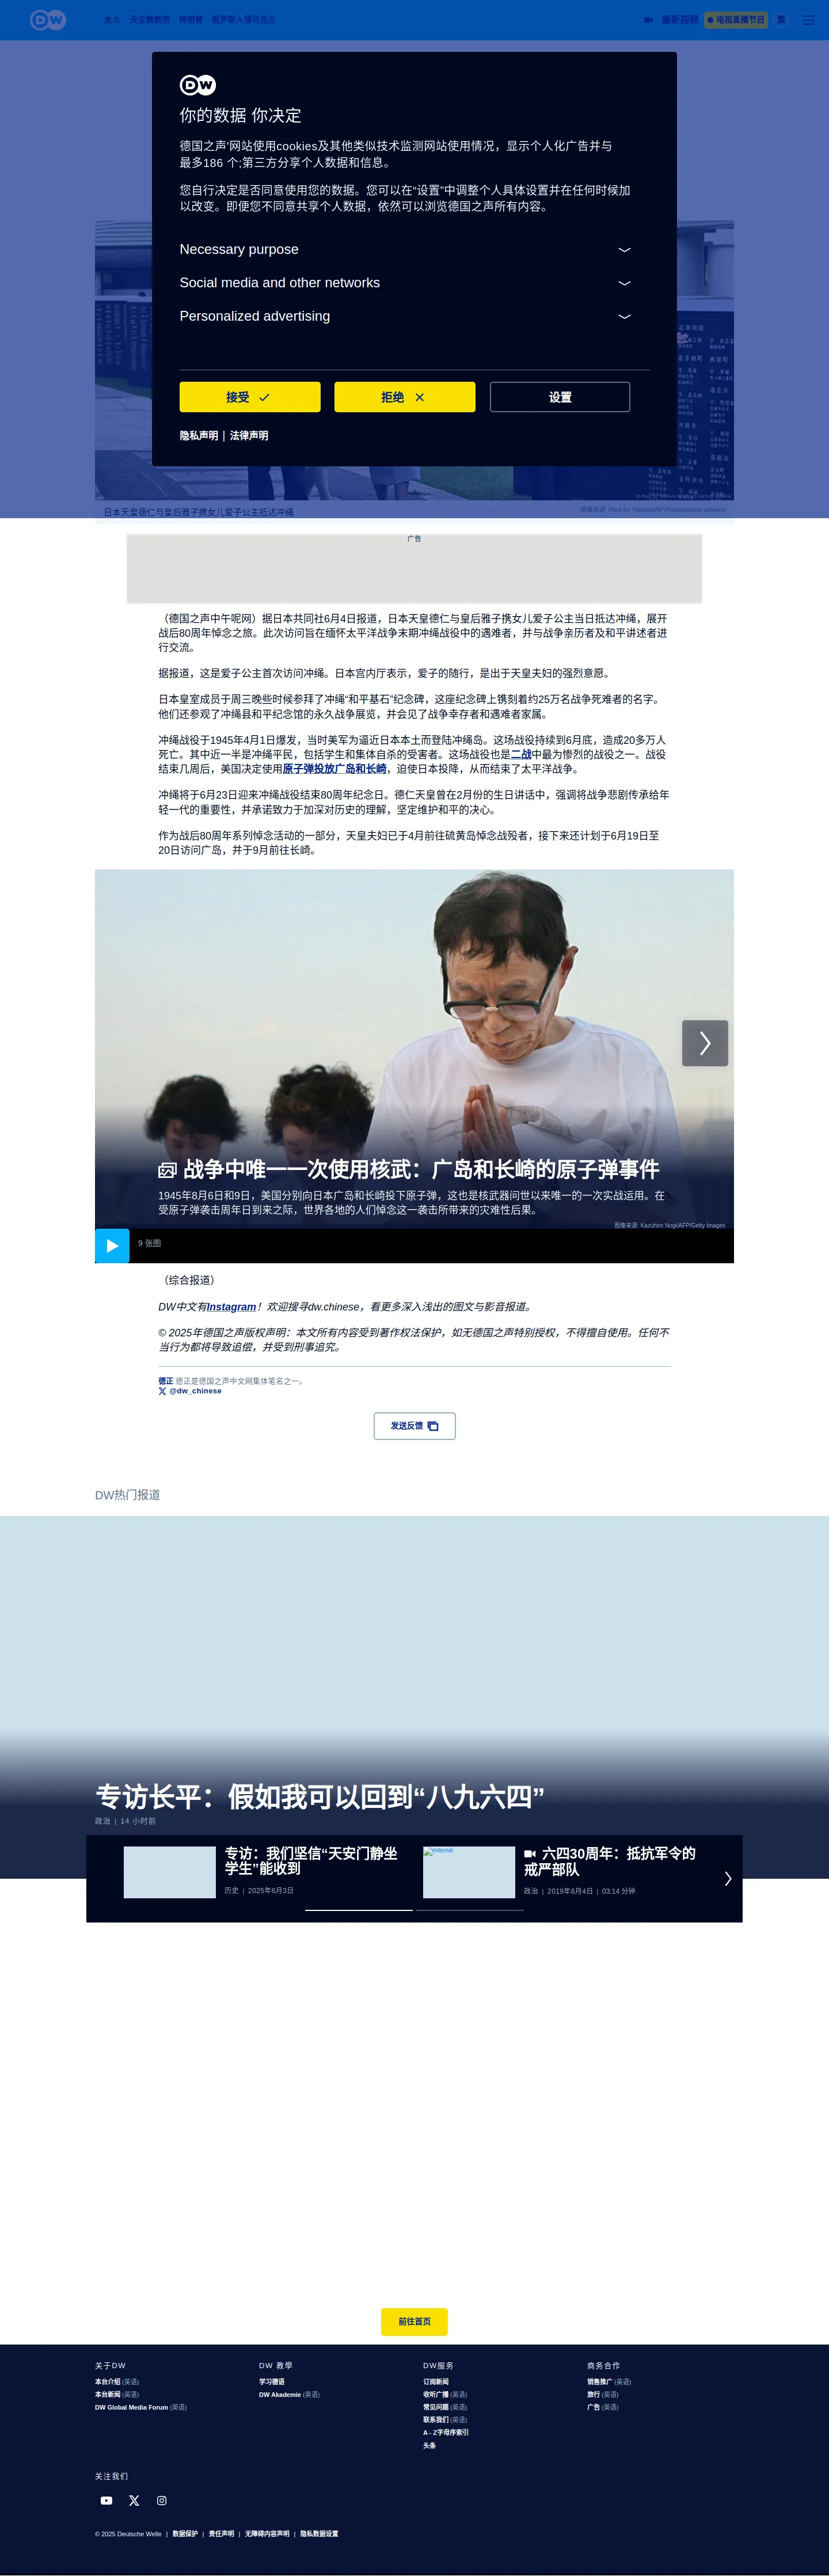 DW
焦点
天主教教宗
特朗普
俄罗斯入侵乌克兰
最新视频
电视直播节目
繁
DW
你的数据 你决定
德国之声'网站使用cookies及其他类似技术监测网站使用情况，显示个人化广告并与
最多186 个;第三方分享个人数据和信息。
您自行决定是否同意使用您的数据。您可以在“设置”中调整个人具体设置并在任何时候加
以改变。即便您不同意共享个人数据，依然可以浏览德国之声所有内容。
Necessary purpose
Social media and other networks
Personalized advertising
接受
拒绝
设置
隐私声明 | 法律声明
日本天皇德仁与皇后雅子携女儿爱子公主抵达冲绳
图像来源: Pool for Yomiuri/AP Photo/picture alliance
广告
（德国之声中午呢网）据日本共同社6月4日报道，日本天皇德仁与皇后雅子携女儿爱子公主当日抵达冲绳，展开
战后80周年悼念之旅。此次访问旨在缅怀太平洋战争末期冲绳战役中的遇难者，并与战争亲历者及和平讲述者进
行交流。
据报道，这是爱子公主首次访问冲绳。日本宫内厅表示，爱子的随行，是出于天皇夫妇的强烈意愿。
日本皇室成员于周三晚些时候参拜了冲绳“和平基石”纪念碑，这座纪念碑上镌刻着约25万名战争死难者的名字。
他们还参观了冲绳县和平纪念馆的永久战争展览，并会见了战争幸存者和遇难者家属。
冲绳战役于1945年4月1日爆发，当时美军为逼近日本本土而登陆冲绳岛。这场战役持续到6月底，造成20多万人
死亡。其中近一半是冲绳平民，包括学生和集体自杀的受害者。这场战役也是二战中最为惨烈的战役之一。战役
结束几周后，美国决定使用原子弹投放广岛和长崎，迫使日本投降，从而结束了太平洋战争。
冲绳将于6月23日迎来冲绳战役结束80周年纪念日。德仁天皇曾在2月份的生日讲话中，强调将战争悲剧传承给年
轻一代的重要性，并承诺致力于加深对历史的理解，坚定维护和平的决心。
作为战后80周年系列悼念活动的一部分，天皇夫妇已于4月前往硫黄岛悼念战殁者，接下来还计划于6月19日至
20日访问广岛，并于9月前往长崎。
战争中唯一一次使用核武：广岛和长崎的原子弹事件
1945年8月6日和9日，美国分别向日本广岛和长崎投下原子弹，这也是核武器问世以来唯一的一次实战运用。在
受原子弹袭击周年日到来之际，世界各地的人们悼念这一袭击所带来的灾难性后果。
图像来源: Kazuhiro Nogi/AFP/Getty Images
9 张图
（综合报道）
DW中文有Instagram！欢迎搜寻dw.chinese，看更多深入浅出的图文与影音报道。
© 2025年德国之声版权声明：本文所有内容受到著作权法保护，如无德国之声特别授权，不得擅自使用。任何不
当行为都将导致追偿，并受到刑事追究。
德正 德正是德国之声中文网集体笔名之一。
@dw_chinese
发送反馈
DW热门报道
专访长平：假如我可以回到“八九六四”
政治 | 14 小时前
专访：我们坚信“天安门静坐
学生”能收到
历史 | 2025年6月3日
external
六四30周年：抵抗军令的
戒严部队
政治 | 2019年6月4日 | 03:14 分钟
前往首页
关于DW
本台介绍 (英语)
本台新闻 (英语)
DW Global Media Forum (英语)
DW 教學
学习德语
DW Akademie (英语)
DW服务
订阅新闻
收听广播 (英语)
常见问题 (英语)
联系我们 (英语)
A - Z字母序索引
头条
商务合作
销售推广 (英语)
旅行 (英语)
广告 (英语)
关注我们
© 2025 Deutsche Welle | 数据保护 | 责任声明 | 无障碍内容声明 | 隐私数据设置